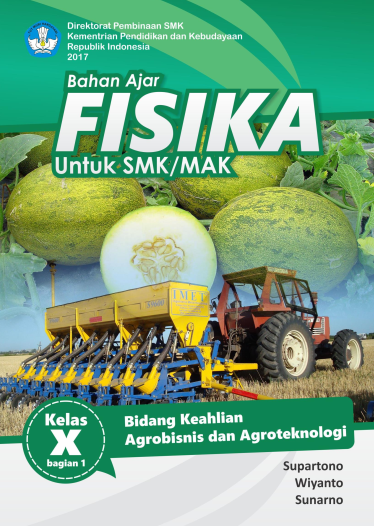 Direktorat Pembinaan SMK
Kementrian Pendidikan dan Kebudayaan
Republik Indonesia
2017
Bahan Ajar
FISIKA
Untuk SMK/MAK
Kelas
X
bagian 1
Bidang Keahlian
Agrobisnis dan Agroteknologi
Supartono
Wiyanto
Sunarno